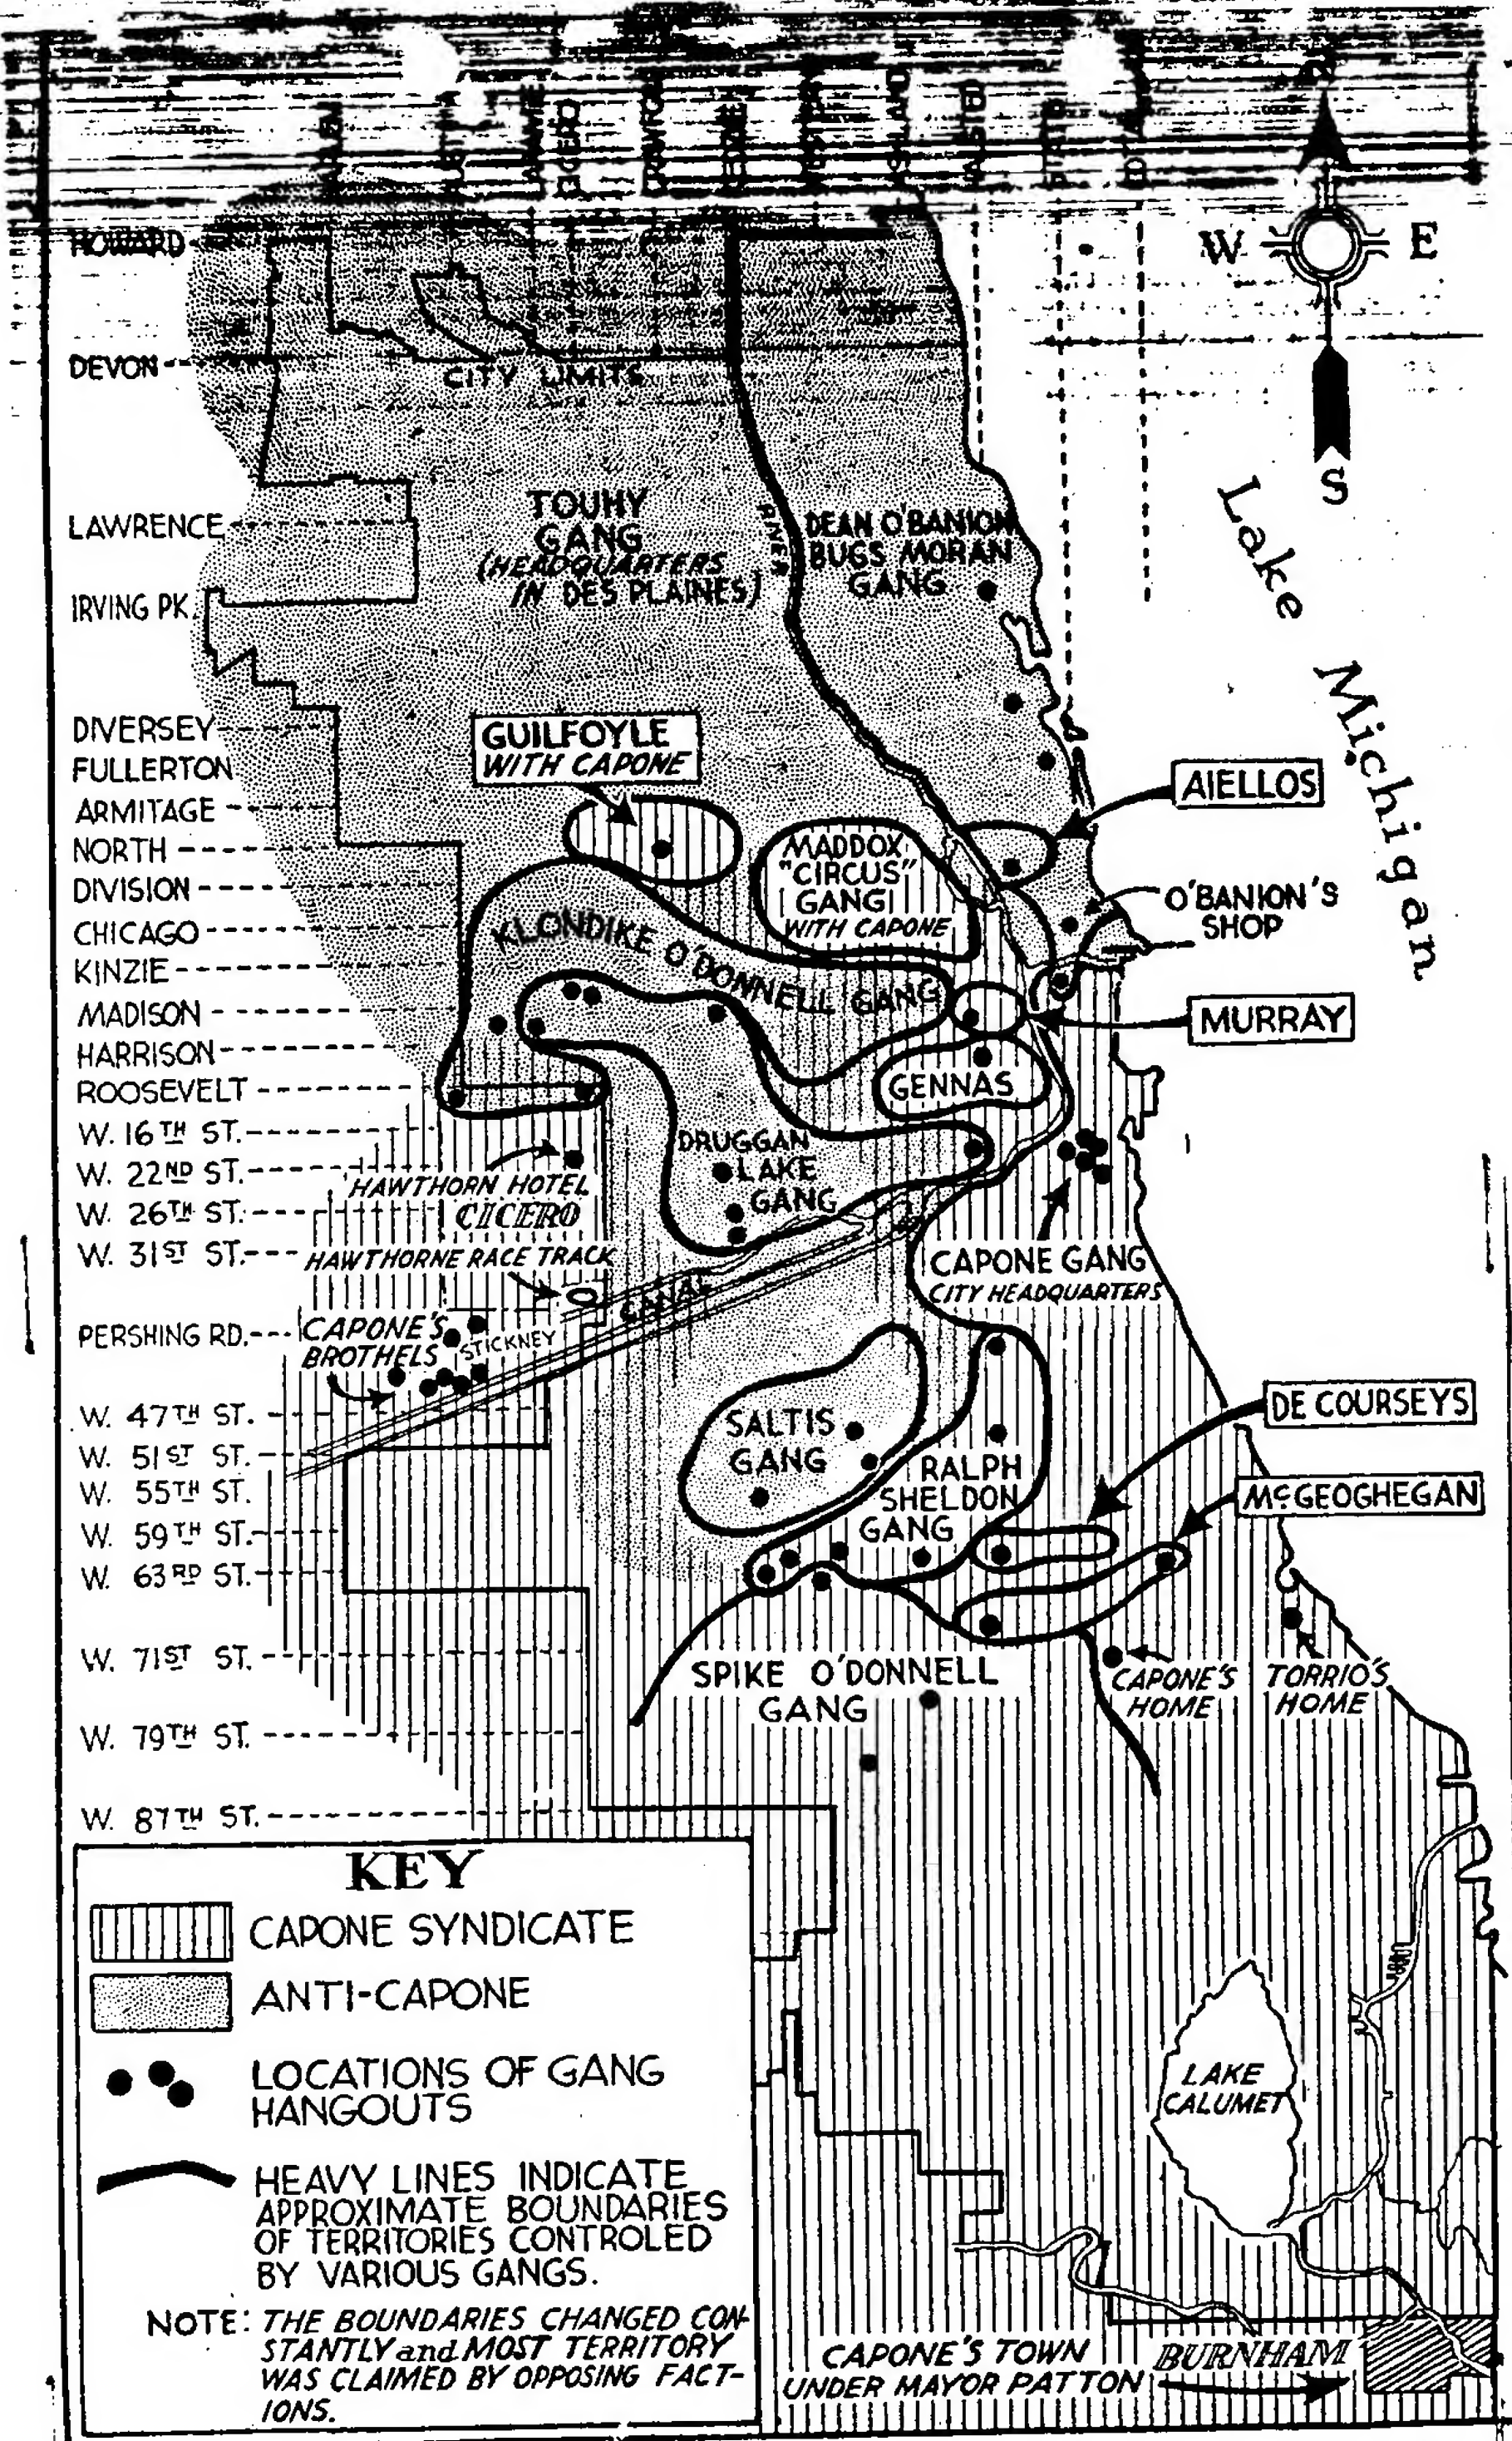 CICERO
ASHLAND
HOWARD
W
E
S
DEVON
CITY LIMITS
TOUHY
GANG
(HEADQUARTERS
IN DES PLAINES)
RIVER
DEAN O'BANION
BUGS MORAN
GANG
Lake
Michigan
LAWRENCE
IRVING PK.
DIVERSEY
FULLERTON
ARMITAGE
NORTH
DIVISION
CHICAGO
KINZIE
MADISON
HARRISON
ROOSEVELT
W. 16TH ST.
W. 22ND ST.
W. 26TH ST.
W. 31ST ST.
PERSHING RD.
W. 47TH ST.
W. 51ST ST.
W. 55TH ST.
W. 59TH ST.
W. 63RD ST.
W. 71ST ST.
W. 79TH ST.
W. 87TH ST.
GUILFOYLE
WITH CAPONE
AIELLOS
MADDOX
"CIRCUS"
GANG
WITH CAPONE
O'BANION'S
SHOP
KLONDIKE O'DONNELL GANG
MURRAY
GENNAS
DRUGGAN
LAKE
GANG
HAWTHORN HOTEL
CICERO
HAWTHORNE RACE TRACK
CANAL
CAPONE GANG
CITY HEADQUARTERS
CAPONE'S
BROTHELS
STICKNEY
SALTIS
GANG
RALPH
SHELDON
GANG
DE COURSEYS
McGEOGHEGAN
SPIKE O'DONNELL
GANG
CAPONE'S
HOME
TORRIO'S
HOME
KEY
CAPONE SYNDICATE
ANTI-CAPONE
LOCATIONS OF GANG
HANGOUTS
HEAVY LINES INDICATE
APPROXIMATE BOUNDARIES
OF TERRITORIES CONTROLED
BY VARIOUS GANGS.
NOTE: THE BOUNDARIES CHANGED CON-
STANTLY and MOST TERRITORY
WAS CLAIMED BY OPPOSING FACT-
IONS.
LAKE
CALUMET
CAPONE'S TOWN
UNDER MAYOR PATTON
BURNHAM